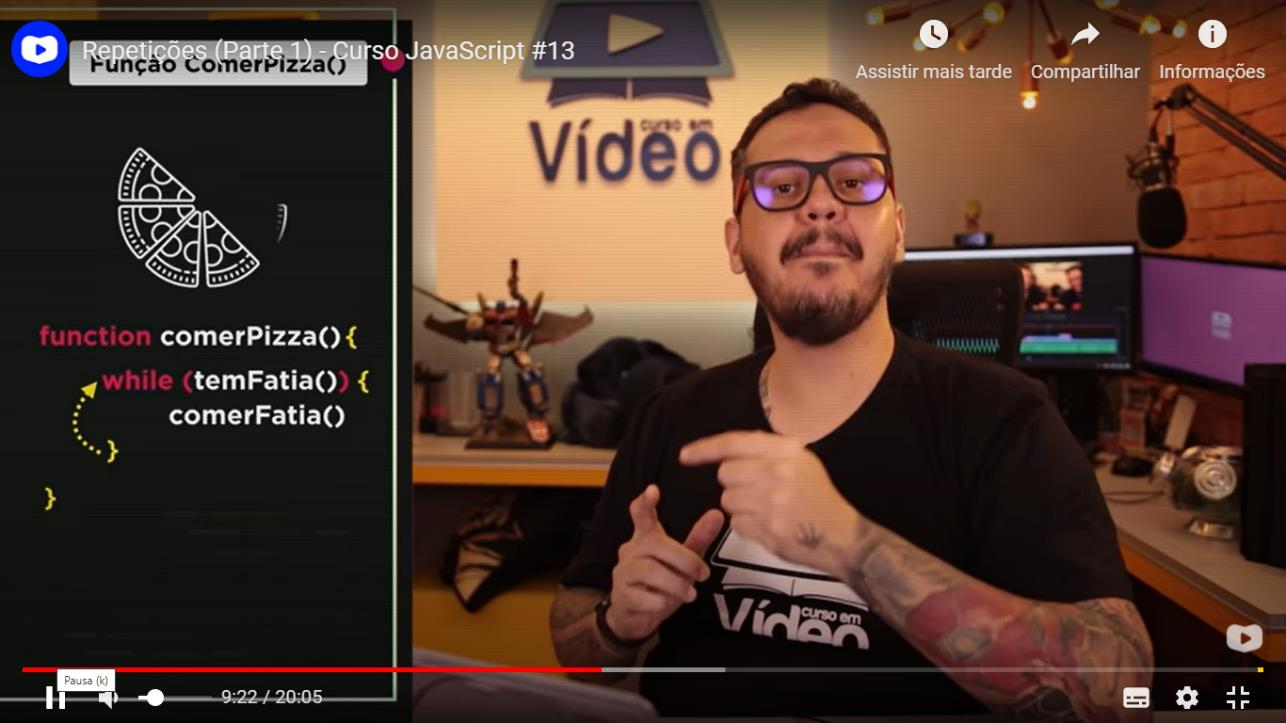 Repetições (Parte 1) - Curso JavaScript #13
Assistir mais tarde
Compartilhar
Informações
Função ComerPizza()
curso em
Vídeo
function comerPizza() {
while (temFatia()) {
comerFatia()
}
}
curso em
Vídeo
Pausa (k)
9:22 / 20:05